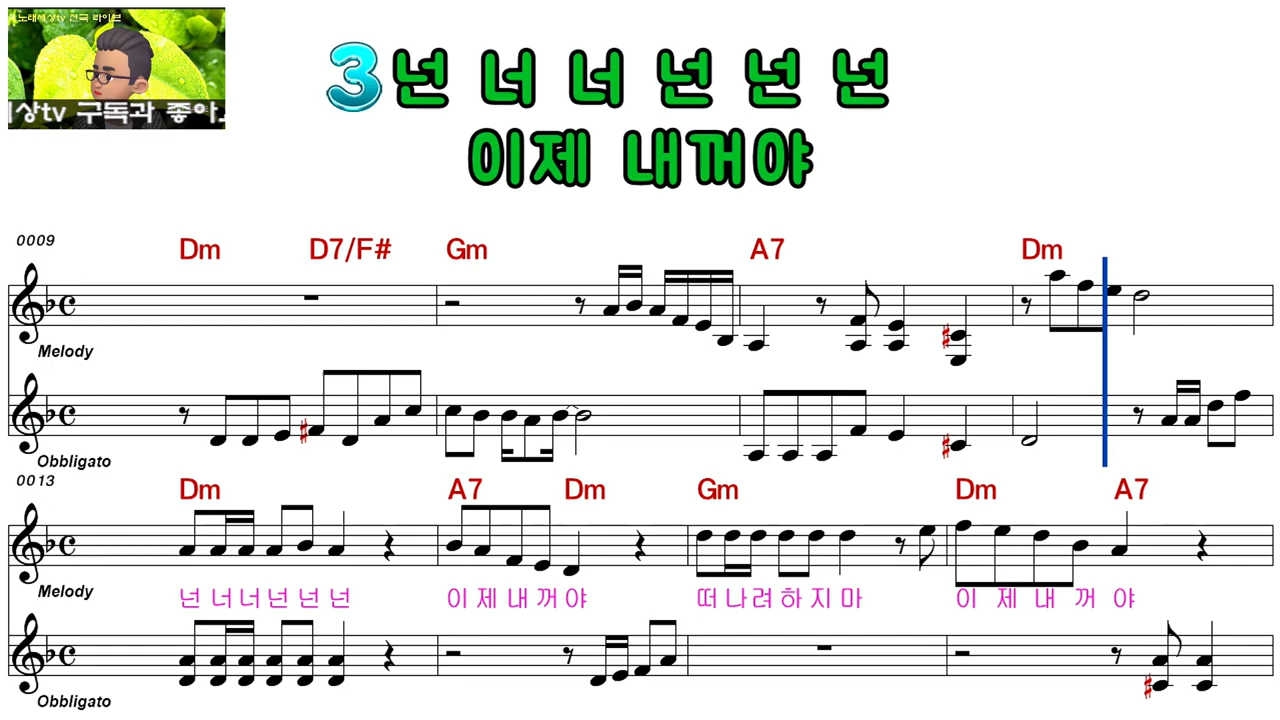 노래세상tv 전국 라이브
세상tv 구독과 좋아
3 넌 너 너 넌 넌 넌
이제 내꺼야
0009
Dm D7/F# Gm A7 Dm
Melody
Obbligato
0013
Dm A7 Dm Gm Dm A7
Melody
넌 너 너 넌 넌 넌 이 제 내 꺼 야 떠 나 려 하 지 마 이 제 내 꺼 야
Obbligato